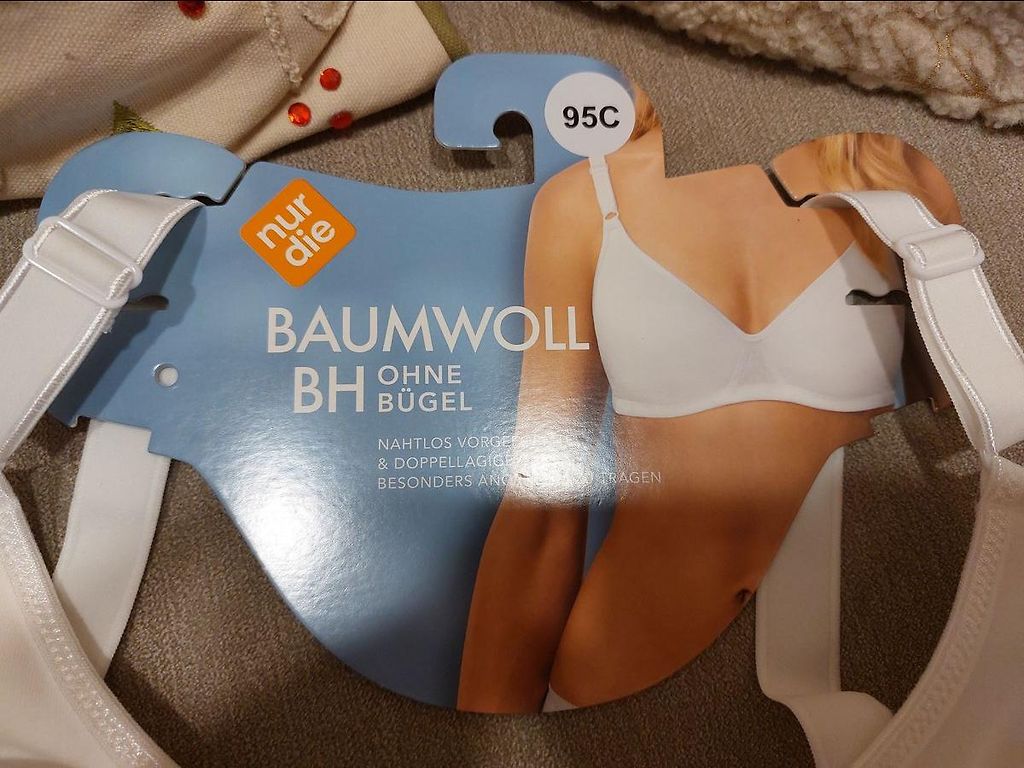 95C
nur
die
BAUMWOLL
BH OHNE
BÜGEL
NAHTLOS
& DOPPELLAGIGE
BESONDERS TRAGEN